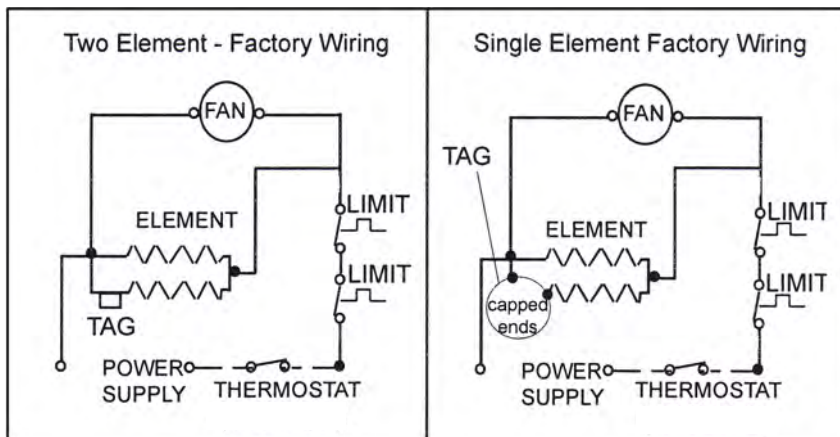 Two Element - Factory Wiring
FAN
LIMIT
ELEMENT
LIMIT
TAG
POWER
SUPPLY
THERMOSTAT
Single Element Factory Wiring
FAN
TAG
LIMIT
ELEMENT
LIMIT
capped
ends
POWER
SUPPLY
THERMOSTAT